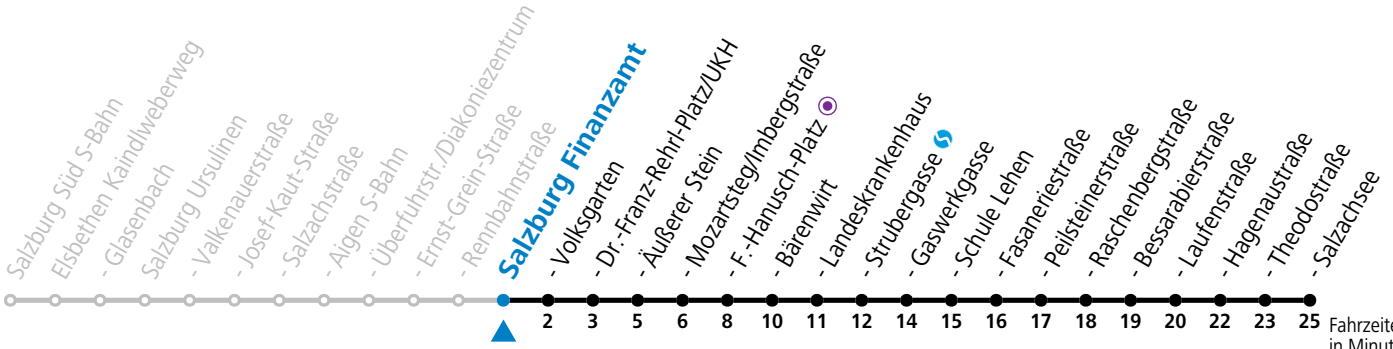 Salzburg Süd S-Bahn
Elsbethen Kaindlweberweg
- Glasenbach
Salzburg Ursulinen
- Valkenauerstraße
- Josef-Kaut-Straße
- Salzachstraße
- Aigen S-Bahn
- Überfuhrstr./Diakoniezentrum
- Ernst-Grein-Straße
- Rennbahnstraße
Salzburg Finanzamt
- Volksgarten
- Dr.-Franz-Rehrl-Platz/UKH
- Äußerer Stein
- Mozartsteg/Imbergstraße
- F.-Hanusch-Platz
- Bärenwirt
- Landeskrankenhaus
- Strubergasse
- Gaswerkgasse
- Schule Lehen
- Fasaneriestraße
- Peilsteinerstraße
- Raschenbergstraße
- Bessarabierstraße
- Laufenstraße
- Hagenaustraße
- Theodostraße
- Salzachsee
2 3 5 6 8 10 11 12 14 15 16 17 18 19 20 22 23 25
Fahrzeite
in Minut